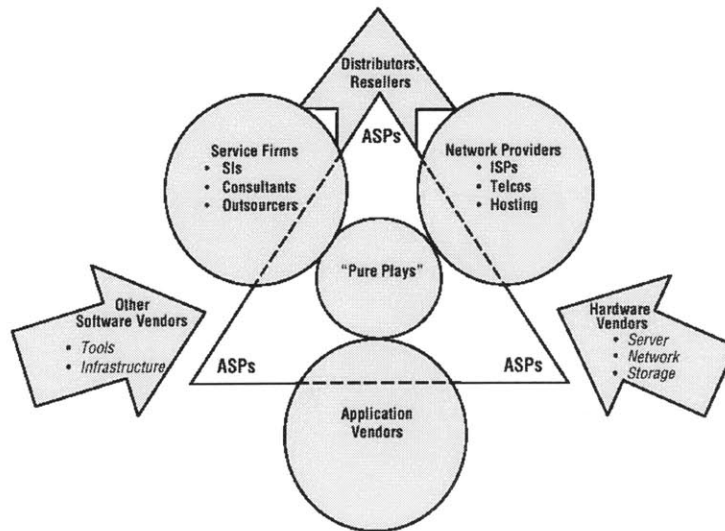 Distributors,
Resellers
ASPs
Service Firms
• SIs
• Consultants
• Outsourcers
Network Providers
• ISPs
• Telcos
• Hosting
"Pure Plays"
Other
Software Vendors
• Tools
• Infrastructure
Hardware
Vendors
• Server
• Network
• Storage
ASPs
ASPs
Application
Vendors